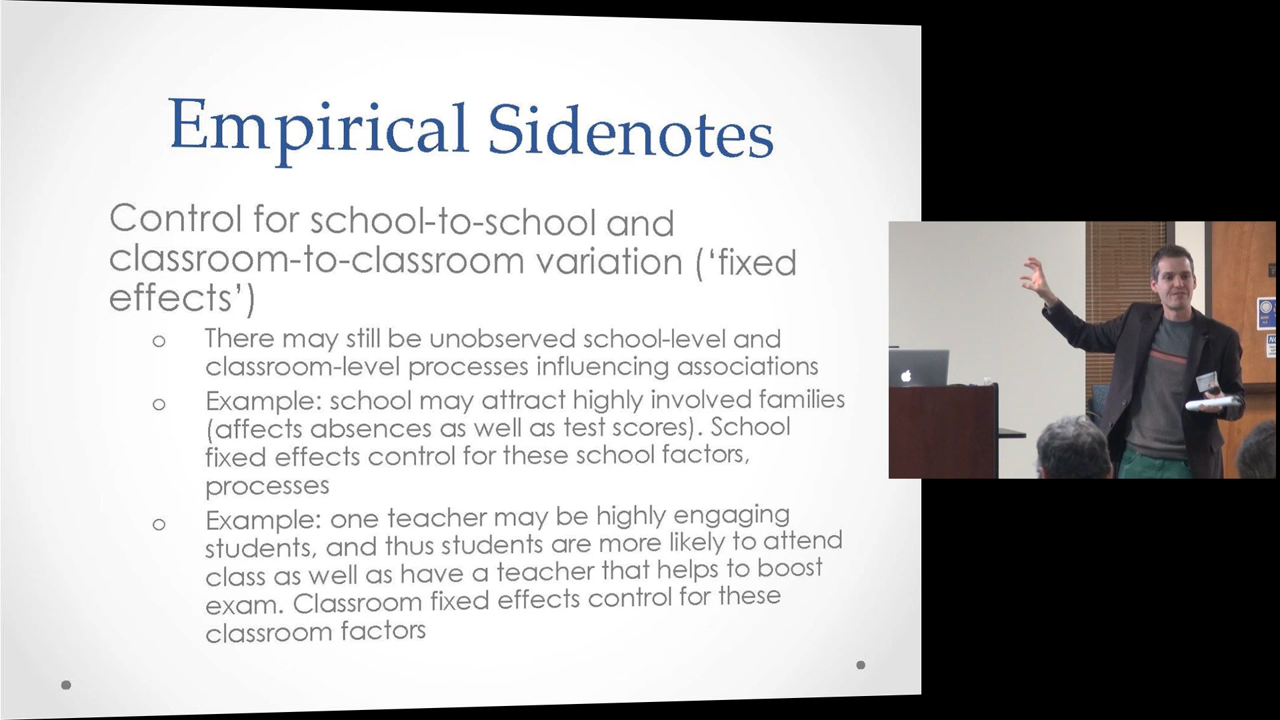 Empirical Sidenotes
Control for school-to-school and
classroom-to-classroom variation (‘fixed
effects’)
o There may still be unobserved school-level and
classroom-level processes influencing associations
o Example: school may attract highly involved families
(affects absences as well as test scores). School
fixed effects control for these school factors,
processes
o Example: one teacher may be highly engaging
students, and thus students are more likely to attend
class as well as have a teacher that helps to boost
exam. Classroom fixed effects control for these
classroom factors